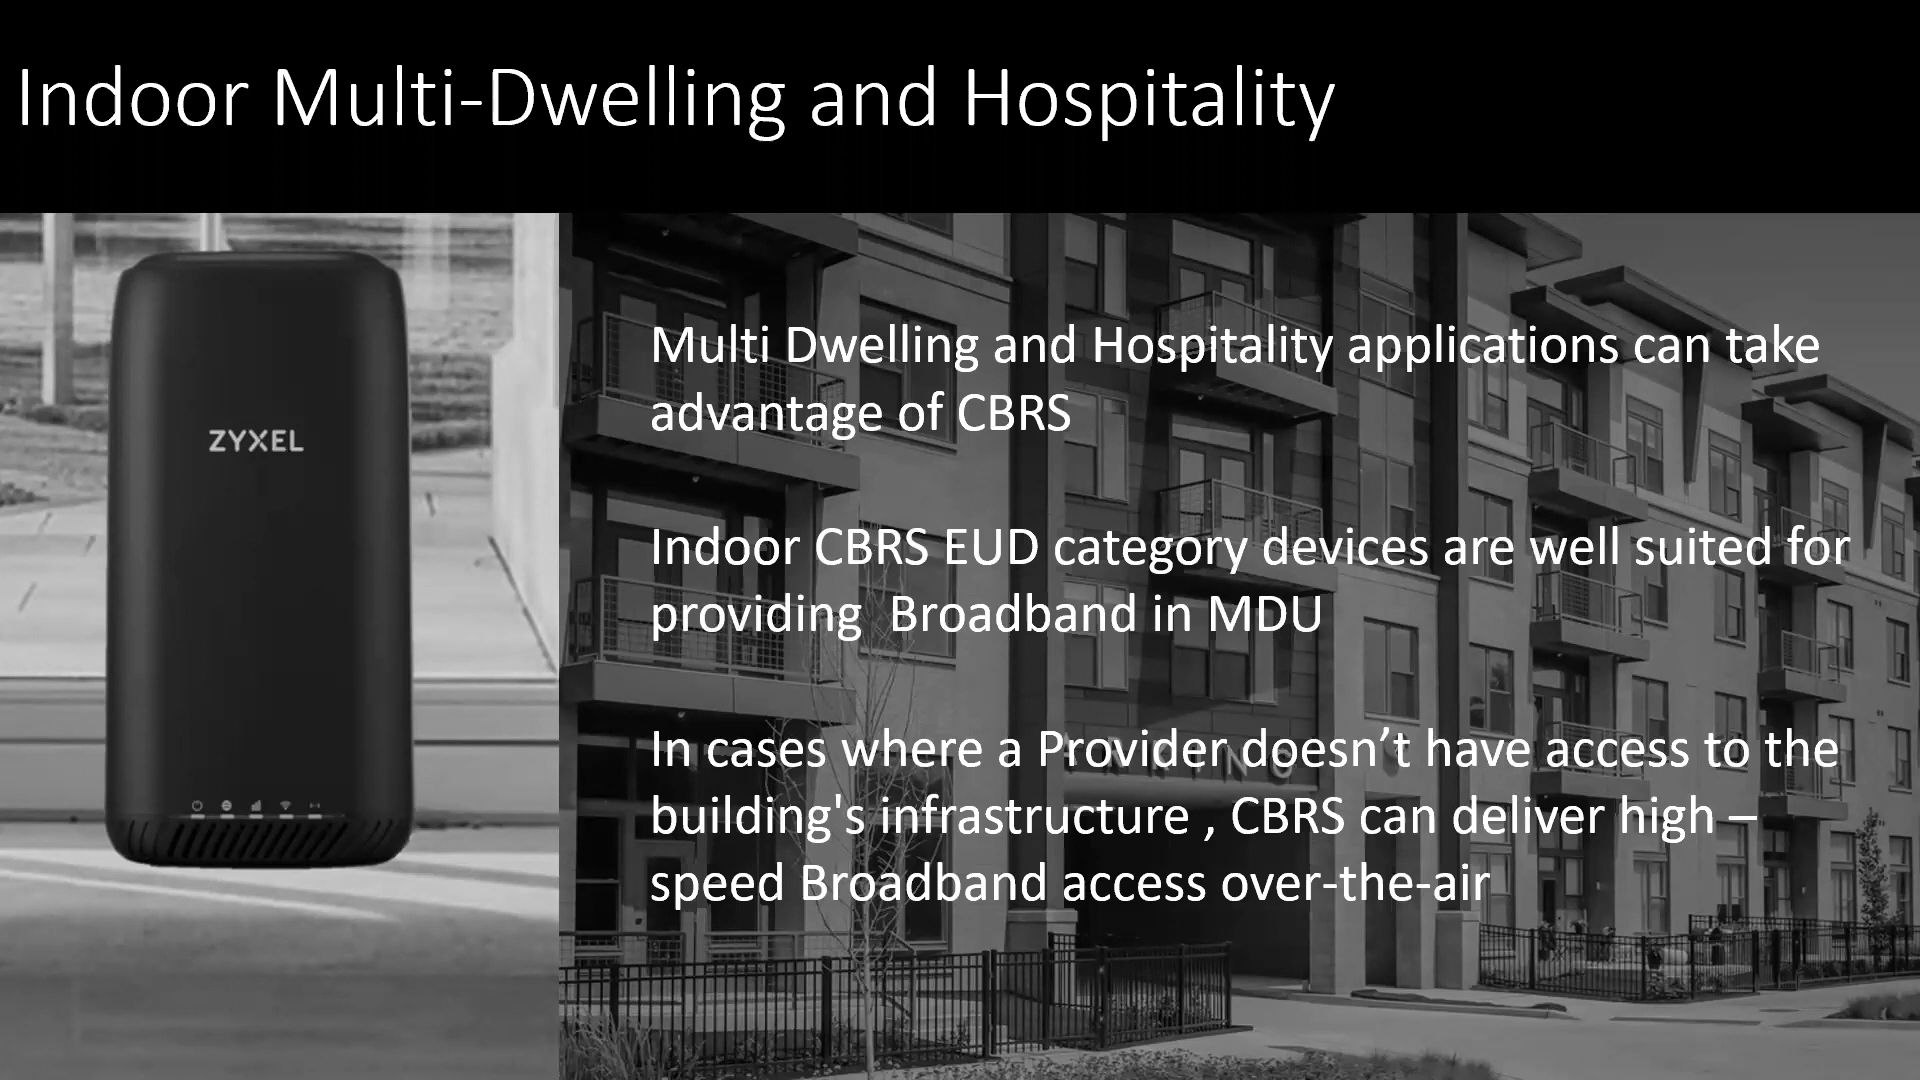 Indoor Multi-Dwelling and Hospitality
ZYXEL
Multi Dwelling and Hospitality applications can take
advantage of CBRS
Indoor CBRS EUD category devices are well suited for
providing  Broadband in MDU
In cases where a Provider doesn’t have access to the
building's infrastructure , CBRS can deliver high –
speed Broadband access over-the-air